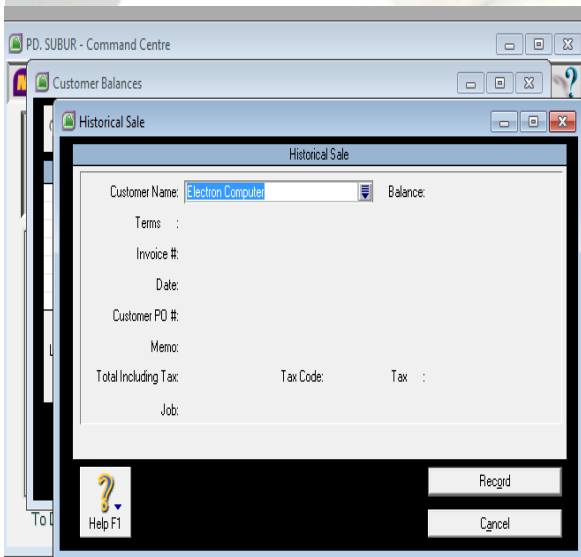 PD. SUBUR - Command Centre
Customer Balances
Historical Sale
Historical Sale
Customer Name: Electron Computer Balance:
Terms :
Invoice #:
Date:
Customer PO #:
Memo:
Total Including Tax: Tax Code: Tax :
Job:
Help F1
Record
Cancel
To